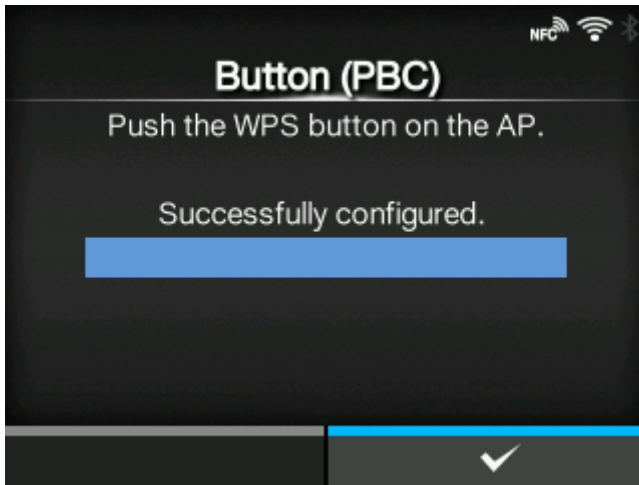 NFC
Button (PBC)
Push the WPS button on the AP.
Successfully configured.